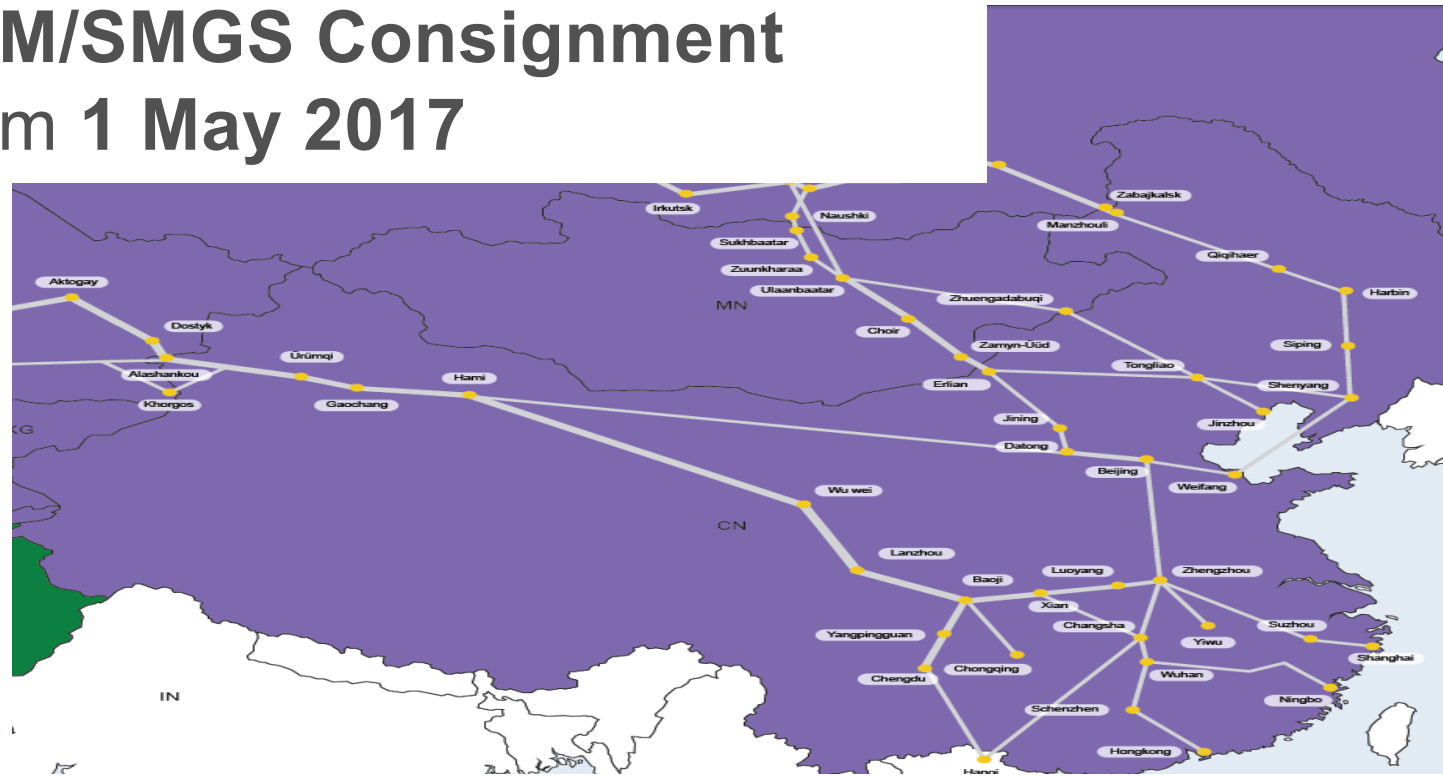 M/SMGS Consignment
m 1 May 2017
Zabajkalsk
Irkutsk
Naushki
Manzhouli
Sukhbaatar
Qiqihaer
Zuunkharaa
Aktogay
Ulaanbaatar
Harbin
Zhuengadabuqi
MN
Dostyk
Choir
Zamyn-Üüd
Siping
Ürümqi
Tongliao
Alashankou
Hami
Erlian
Shenyang
Khorgos
Gaochang
Jining
Jinzhou
KG
Datong
Beijing
Weifang
Wu wei
CN
Lanzhou
Luoyang
Zhengzhou
Baoji
Xian
Changsha
Suzhou
Yangpingguan
Yiwu
Shanghai
Chongqing
Chengdu
Wuhan
IN
Ningbo
Schenzhen
Hongkong
Hanoi